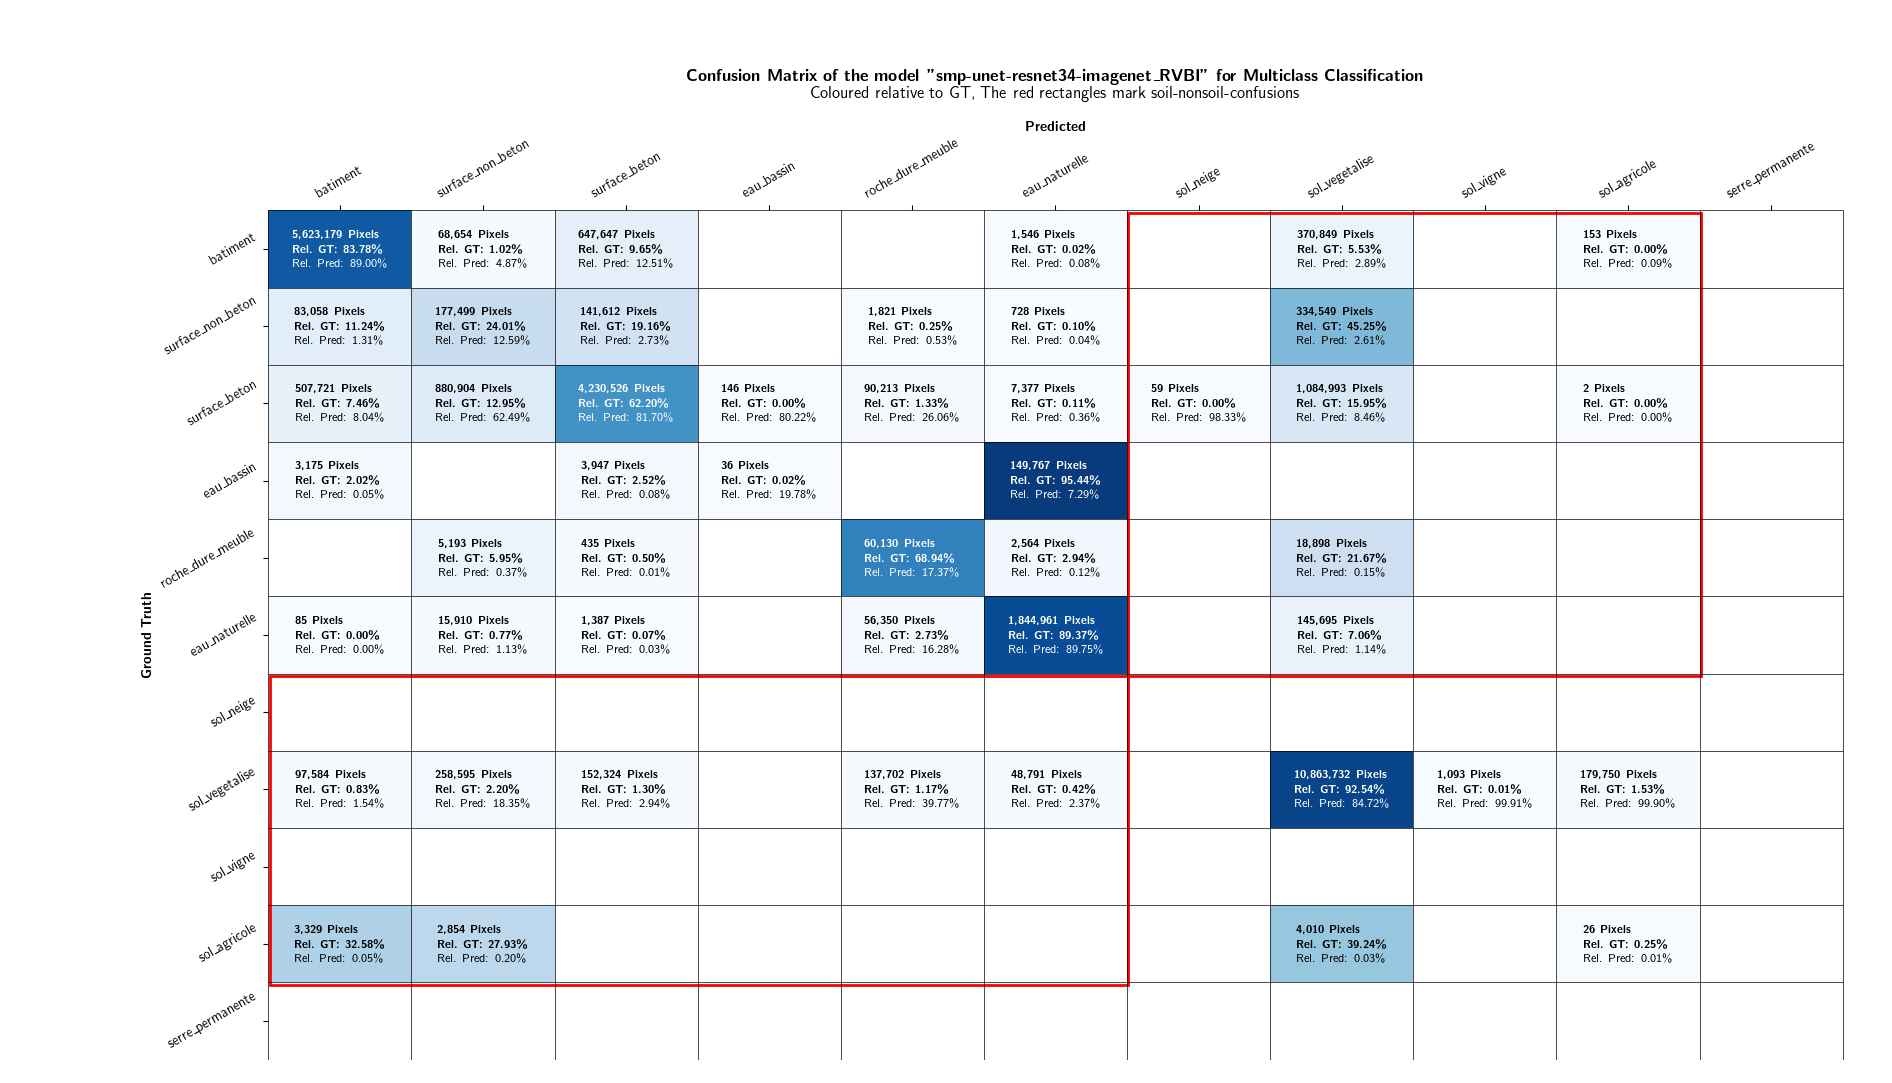 Confusion Matrix of the model "smp-unet-resnet34-imagenet_RVBI" for Multiclass Classification
Coloured relative to GT, The red rectangles mark soil-nonsoil-confusions
Predicted
batiment
surface_non_beton
surface_beton
eau_bassin
roche_dure_meuble
eau_naturelle
sol_neige
sol_vegetalise
sol_vigne
sol_agricole
serre_permanente
Ground Truth
batiment
5,623,179 Pixels
Rel. GT: 83.78%
Rel. Pred: 89.00%
68,654 Pixels
Rel. GT: 1.02%
Rel. Pred: 4.87%
647,647 Pixels
Rel. GT: 9.65%
Rel. Pred: 12.51%
1,546 Pixels
Rel. GT: 0.02%
Rel. Pred: 0.08%
370,849 Pixels
Rel. GT: 5.53%
Rel. Pred: 2.89%
153 Pixels
Rel. GT: 0.00%
Rel. Pred: 0.09%
surface_non_beton
83,058 Pixels
Rel. GT: 11.24%
Rel. Pred: 1.31%
177,499 Pixels
Rel. GT: 24.01%
Rel. Pred: 12.59%
141,612 Pixels
Rel. GT: 19.16%
Rel. Pred: 2.73%
1,821 Pixels
Rel. GT: 0.25%
Rel. Pred: 0.53%
728 Pixels
Rel. GT: 0.10%
Rel. Pred: 0.04%
334,549 Pixels
Rel. GT: 45.25%
Rel. Pred: 2.61%
surface_beton
507,721 Pixels
Rel. GT: 7.46%
Rel. Pred: 8.04%
880,904 Pixels
Rel. GT: 12.95%
Rel. Pred: 62.49%
4,230,526 Pixels
Rel. GT: 62.20%
Rel. Pred: 81.70%
146 Pixels
Rel. GT: 0.00%
Rel. Pred: 80.22%
90,213 Pixels
Rel. GT: 1.33%
Rel. Pred: 26.06%
7,377 Pixels
Rel. GT: 0.11%
Rel. Pred: 0.36%
59 Pixels
Rel. GT: 0.00%
Rel. Pred: 98.33%
1,084,993 Pixels
Rel. GT: 15.95%
Rel. Pred: 8.46%
2 Pixels
Rel. GT: 0.00%
Rel. Pred: 0.00%
eau_bassin
3,175 Pixels
Rel. GT: 2.02%
Rel. Pred: 0.05%
3,947 Pixels
Rel. GT: 2.52%
Rel. Pred: 0.08%
36 Pixels
Rel. GT: 0.02%
Rel. Pred: 19.78%
149,767 Pixels
Rel. GT: 95.44%
Rel. Pred: 7.29%
roche_dure_meuble
5,193 Pixels
Rel. GT: 5.95%
Rel. Pred: 0.37%
435 Pixels
Rel. GT: 0.50%
Rel. Pred: 0.01%
60,130 Pixels
Rel. GT: 68.94%
Rel. Pred: 17.37%
2,564 Pixels
Rel. GT: 2.94%
Rel. Pred: 0.12%
18,898 Pixels
Rel. GT: 21.67%
Rel. Pred: 0.15%
eau_naturelle
85 Pixels
Rel. GT: 0.00%
Rel. Pred: 0.00%
15,910 Pixels
Rel. GT: 0.77%
Rel. Pred: 1.13%
1,387 Pixels
Rel. GT: 0.07%
Rel. Pred: 0.03%
56,350 Pixels
Rel. GT: 2.73%
Rel. Pred: 16.28%
1,844,961 Pixels
Rel. GT: 89.37%
Rel. Pred: 89.75%
145,695 Pixels
Rel. GT: 7.06%
Rel. Pred: 1.14%
sol_neige
sol_vegetalise
97,584 Pixels
Rel. GT: 0.83%
Rel. Pred: 1.54%
258,595 Pixels
Rel. GT: 2.20%
Rel. Pred: 18.35%
152,324 Pixels
Rel. GT: 1.30%
Rel. Pred: 2.94%
137,702 Pixels
Rel. GT: 1.17%
Rel. Pred: 39.77%
48,791 Pixels
Rel. GT: 0.42%
Rel. Pred: 2.37%
10,863,732 Pixels
Rel. GT: 92.54%
Rel. Pred: 84.72%
1,093 Pixels
Rel. GT: 0.01%
Rel. Pred: 99.91%
179,750 Pixels
Rel. GT: 1.53%
Rel. Pred: 99.90%
sol_vigne
sol_agricole
3,329 Pixels
Rel. GT: 32.58%
Rel. Pred: 0.05%
2,854 Pixels
Rel. GT: 27.93%
Rel. Pred: 0.20%
4,010 Pixels
Rel. GT: 39.24%
Rel. Pred: 0.03%
26 Pixels
Rel. GT: 0.25%
Rel. Pred: 0.01%
serre_permanente